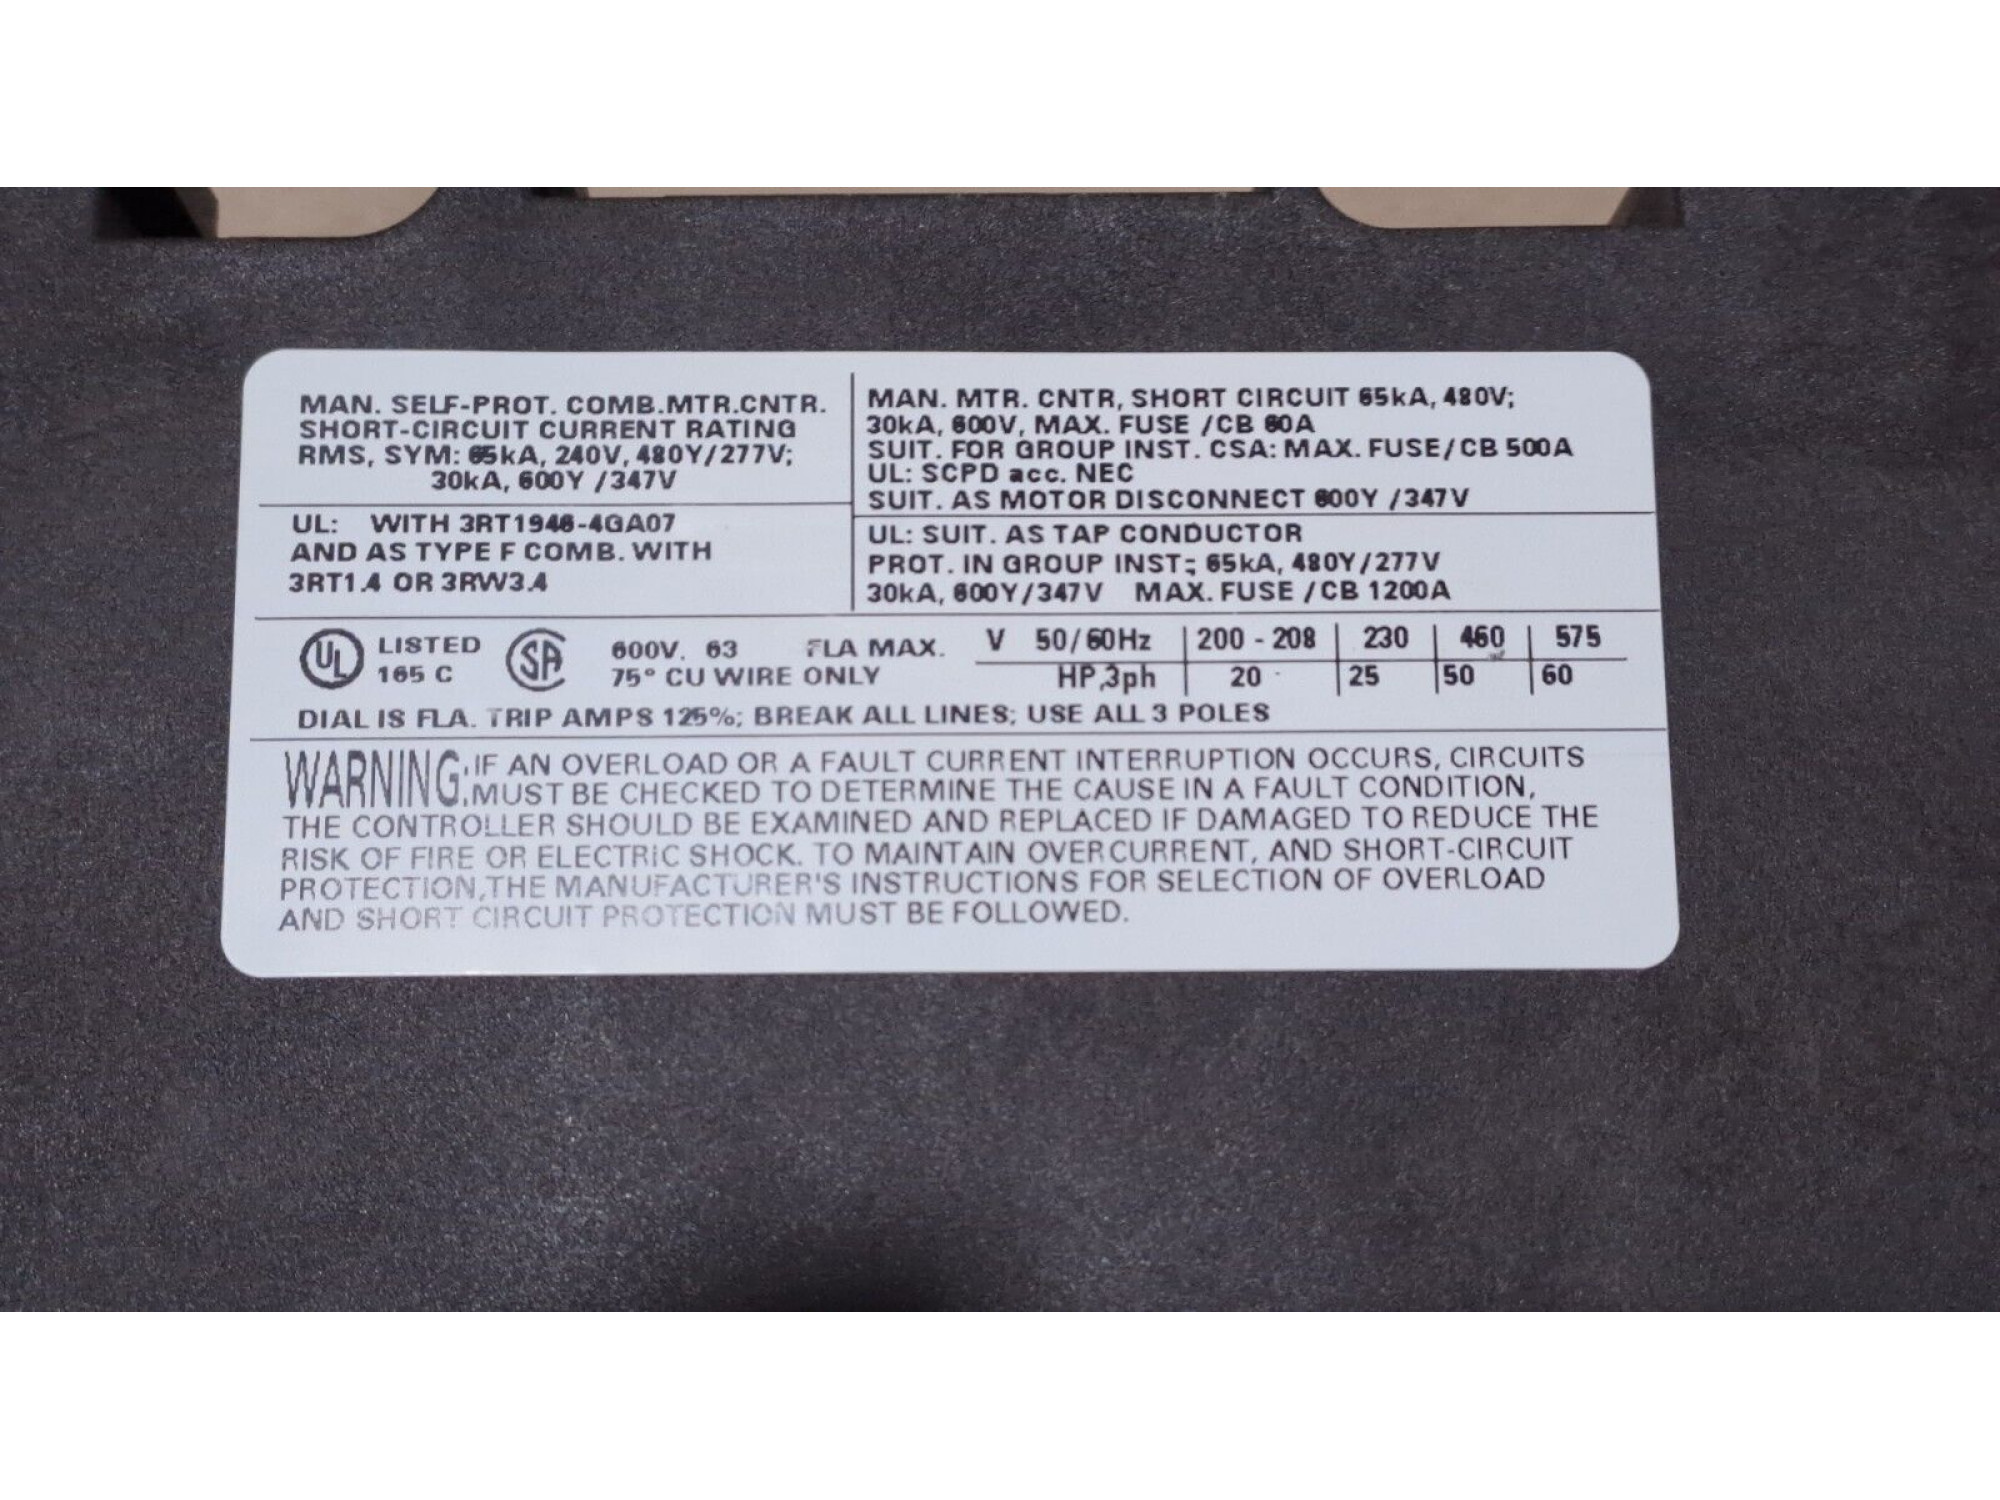 MAN. SELF-PROT. COMB.MTR.CNTR.
SHORT-CIRCUIT CURRENT RATING
RMS, SYM: 65kA, 240V, 480Y/277V;
30kA, 600Y /347V
UL: WITH 3RT1946-4GA07
AND AS TYPE F COMB. WITH
3RT1.4 OR 3RW3.4
MAN. MTR. CNTR, SHORT CIRCUIT 65kA, 480V;
30kA, 600V, MAX. FUSE /CB 60A
SUIT. FOR GROUP INST. CSA: MAX. FUSE/CB 500A
UL: SCPD acc. NEC
SUIT. AS MOTOR DISCONNECT 600Y /347V
UL: SUIT. AS TAP CONDUCTOR
PROT. IN GROUP INST; 65kA, 480Y/277V
30kA, 600Y/347V MAX. FUSE /CB 1200A
UL LISTED
165 C
SA
600V. 63 FLA MAX.
75° CU WIRE ONLY
V 50/60Hz | 200 - 208 | 230 | 460 | 575
HP,3ph | 20 | 25 | 50 | 60
DIAL IS FLA. TRIP AMPS 125%; BREAK ALL LINES; USE ALL 3 POLES
WARNING: IF AN OVERLOAD OR A FAULT CURRENT INTERRUPTION OCCURS, CIRCUITS
MUST BE CHECKED TO DETERMINE THE CAUSE IN A FAULT CONDITION,
THE CONTROLLER SHOULD BE EXAMINED AND REPLACED IF DAMAGED TO REDUCE THE
RISK OF FIRE OR ELECTRIC SHOCK. TO MAINTAIN OVERCURRENT, AND SHORT-CIRCUIT
PROTECTION,THE MANUFACTURER'S INSTRUCTIONS FOR SELECTION OF OVERLOAD
AND SHORT CIRCUIT PROTECTION MUST BE FOLLOWED.